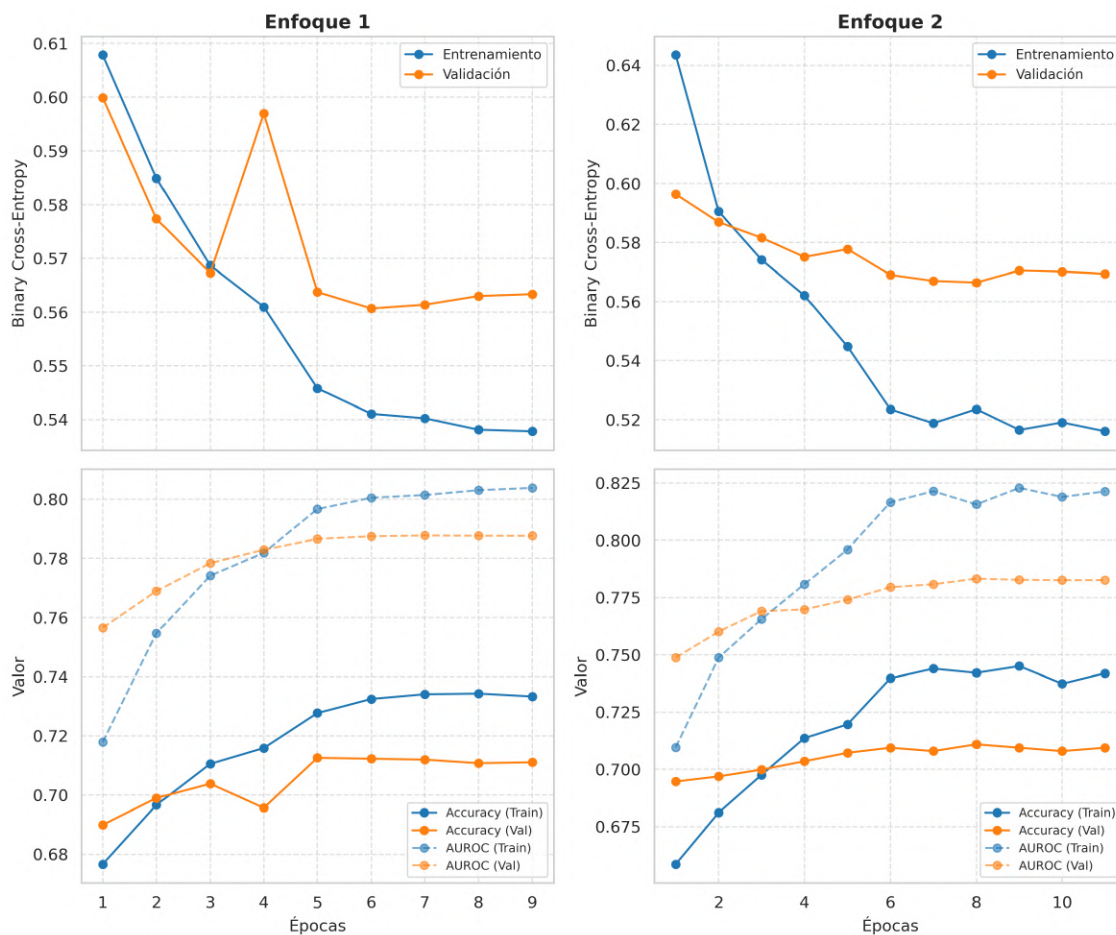 Enfoque 1
Enfoque 2
0.61
0.60
0.59
0.58
0.57
0.56
0.55
0.54
Binary Cross-Entropy
Entrenamiento
Validación
0.64
0.62
0.60
0.58
0.56
0.54
0.52
Binary Cross-Entropy
Entrenamiento
Validación
0.80
0.78
0.76
0.74
0.72
0.70
0.68
Valor
Accuracy (Train)
Accuracy (Val)
AUROC (Train)
AUROC (Val)
1 2 3 4 5 6 7 8 9
Épocas
0.825
0.800
0.775
0.750
0.725
0.700
0.675
Valor
Accuracy (Train)
Accuracy (Val)
AUROC (Train)
AUROC (Val)
2 4 6 8 10
Épocas